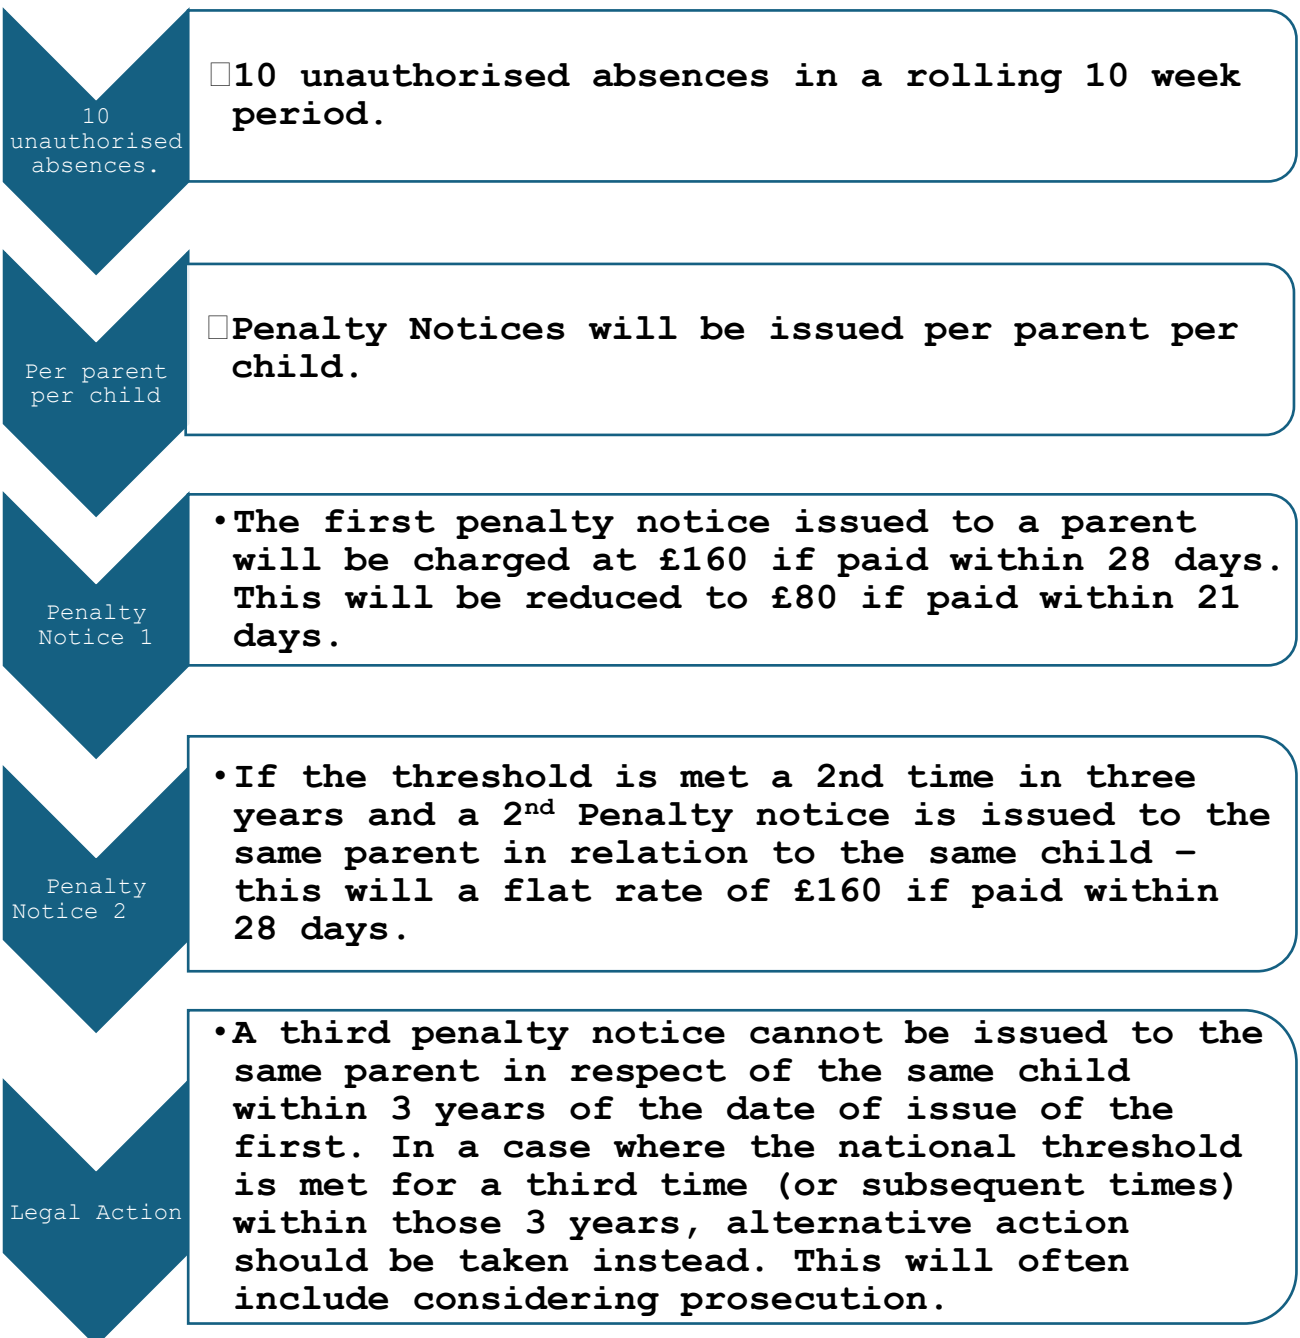 10
unauthorised
absences.
□10 unauthorised absences in a rolling 10 week
period.
Per parent
per child
□Penalty Notices will be issued per parent per
child.
Penalty
Notice 1
•The first penalty notice issued to a parent
will be charged at £160 if paid within 28 days.
This will be reduced to £80 if paid within 21
days.
Penalty
Notice 2
•If the threshold is met a 2nd time in three
years and a 2nd Penalty notice is issued to the
same parent in relation to the same child –
this will a flat rate of £160 if paid within
28 days.
Legal Action
•A third penalty notice cannot be issued to the
same parent in respect of the same child
within 3 years of the date of issue of the
first. In a case where the national threshold
is met for a third time (or subsequent times)
within those 3 years, alternative action
should be taken instead. This will often
include considering prosecution.